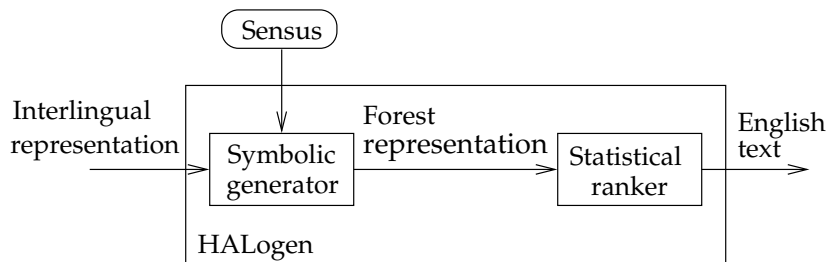 Sensus
Interlingual
representation
Symbolic
generator
Forest
representation
Statistical
ranker
English
text
HALogen